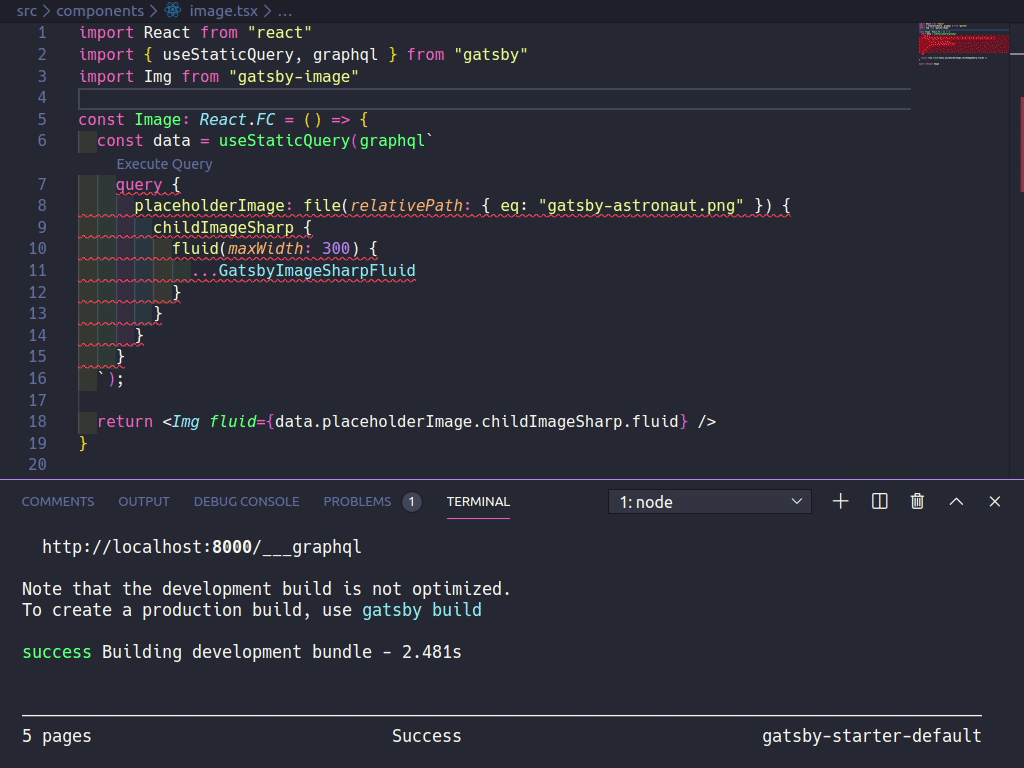 src > components > image.tsx > ...
1 import React from "react"
2 import { useStaticQuery, graphql } from "gatsby"
3 import Img from "gatsby-image"
4
5 const Image: React.FC = () => {
6 const data = useStaticQuery(graphql`
Execute Query
7 query {
8 placeholderImage: file(relativePath: { eq: "gatsby-astronaut.png" }) {
9 childImageSharp {
10 fluid(maxWidth: 300) {
11 ...GatsbyImageSharpFluid
12 }
13 }
14 }
15 }
16 `);
17
18 return <Img fluid={data.placeholderImage.childImageSharp.fluid} />
19 }
20
COMMENTS OUTPUT DEBUG CONSOLE PROBLEMS 1 TERMINAL 1: node
http://localhost:8000/___graphql
Note that the development build is not optimized.
To create a production build, use gatsby build
success Building development bundle - 2.481s
5 pages Success gatsby-starter-default